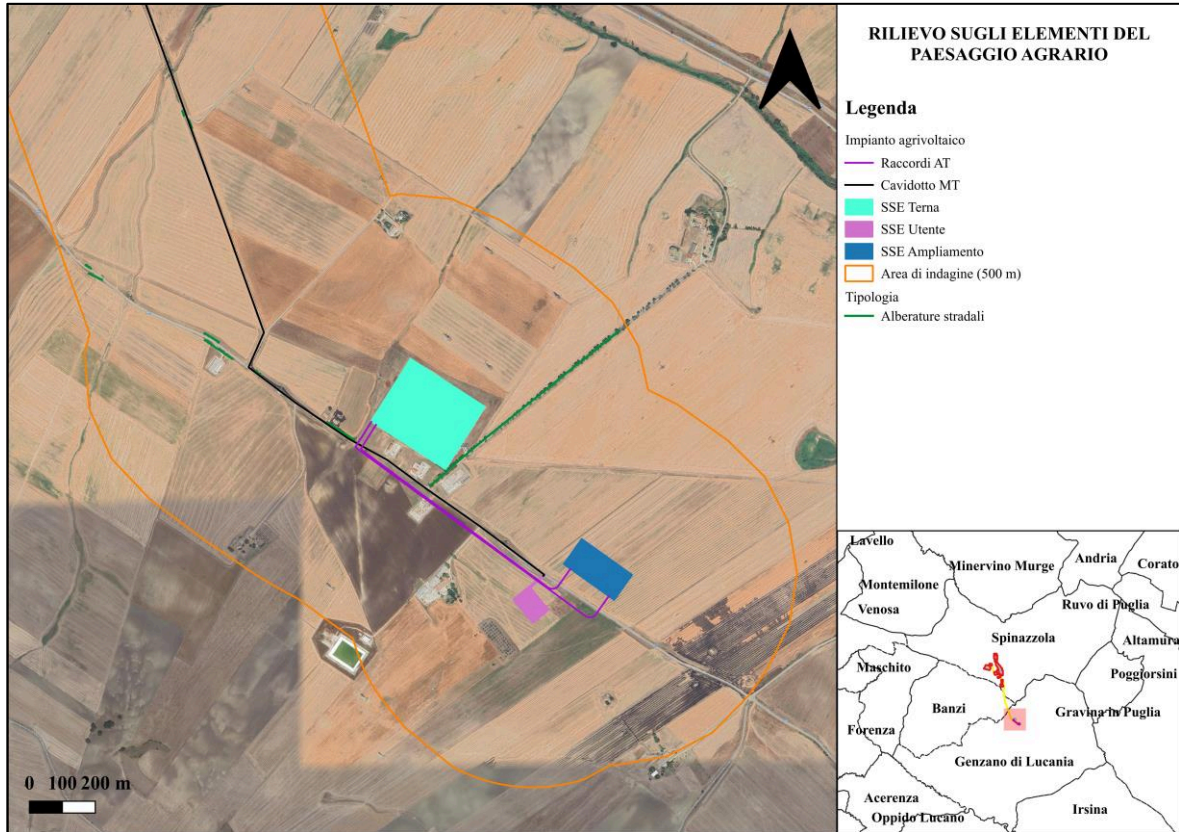 RILIEVO SUGLI ELEMENTI DEL
PAESAGGIO AGRARIO
Legenda
Impianto agrivoltaico
Raccordi AT
Cavidotto MT
SSE Terna
SSE Utente
SSE Ampliamento
Area di indagine (500 m)
Tipologia
Alberature stradali
0 100 200 m
Lavello
Minervino Murge
Andria
Corato
Montemilone
Venosa
Ruvo di Puglia
Spinazzola
Altamura
Maschito
Poggiorsini
Banzi
Gravina in Puglia
Forenza
Genzano di Lucania
Acerenza
Oppido Lucano
Irsina